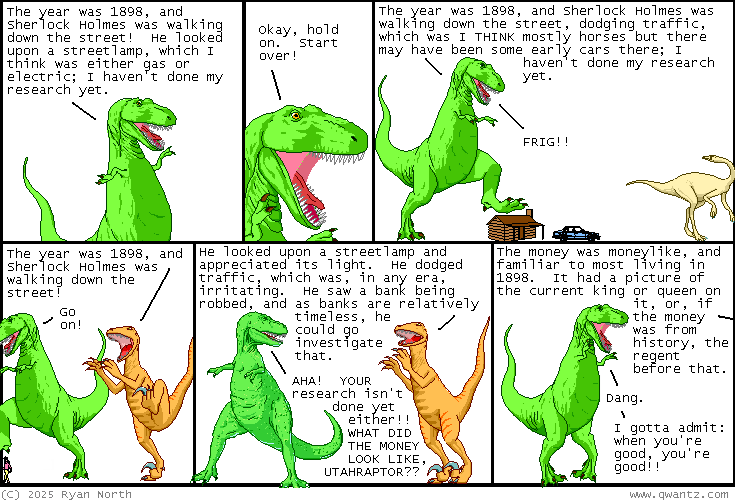 The year was 1898, and
Sherlock Holmes was walking
down the street!  He looked
upon a streetlamp, which I
think was either gas or
electric; I haven't done my
research yet.
Okay, hold
on.  Start
over!
The year was 1898, and Sherlock Holmes was
walking down the street, dodging traffic,
which was I THINK mostly horses but there
may have been some early cars there; I
haven't done my research
yet.
FRIG!!
The year was 1898, and
Sherlock Holmes was
walking down the
street!
Go
on!
He looked upon a streetlamp and
appreciated its light.  He dodged
traffic, which was, in any era,
irritating.  He saw a bank being
robbed, and as banks are relatively
timeless, he
could go
investigate
that.
AHA!  YOUR
research isn't
done yet
either!!
WHAT DID
THE MONEY
LOOK LIKE,
UTAHRAPTOR??
The money was moneylike, and
familiar to most living in
1898.  It had a picture of
the current king or queen on
it, or, if
the money
was from
history, the
regent
before that.
Dang.
I gotta admit:
when you're
good, you're
good!!
(C) 2025 Ryan North
www.qwantz.com